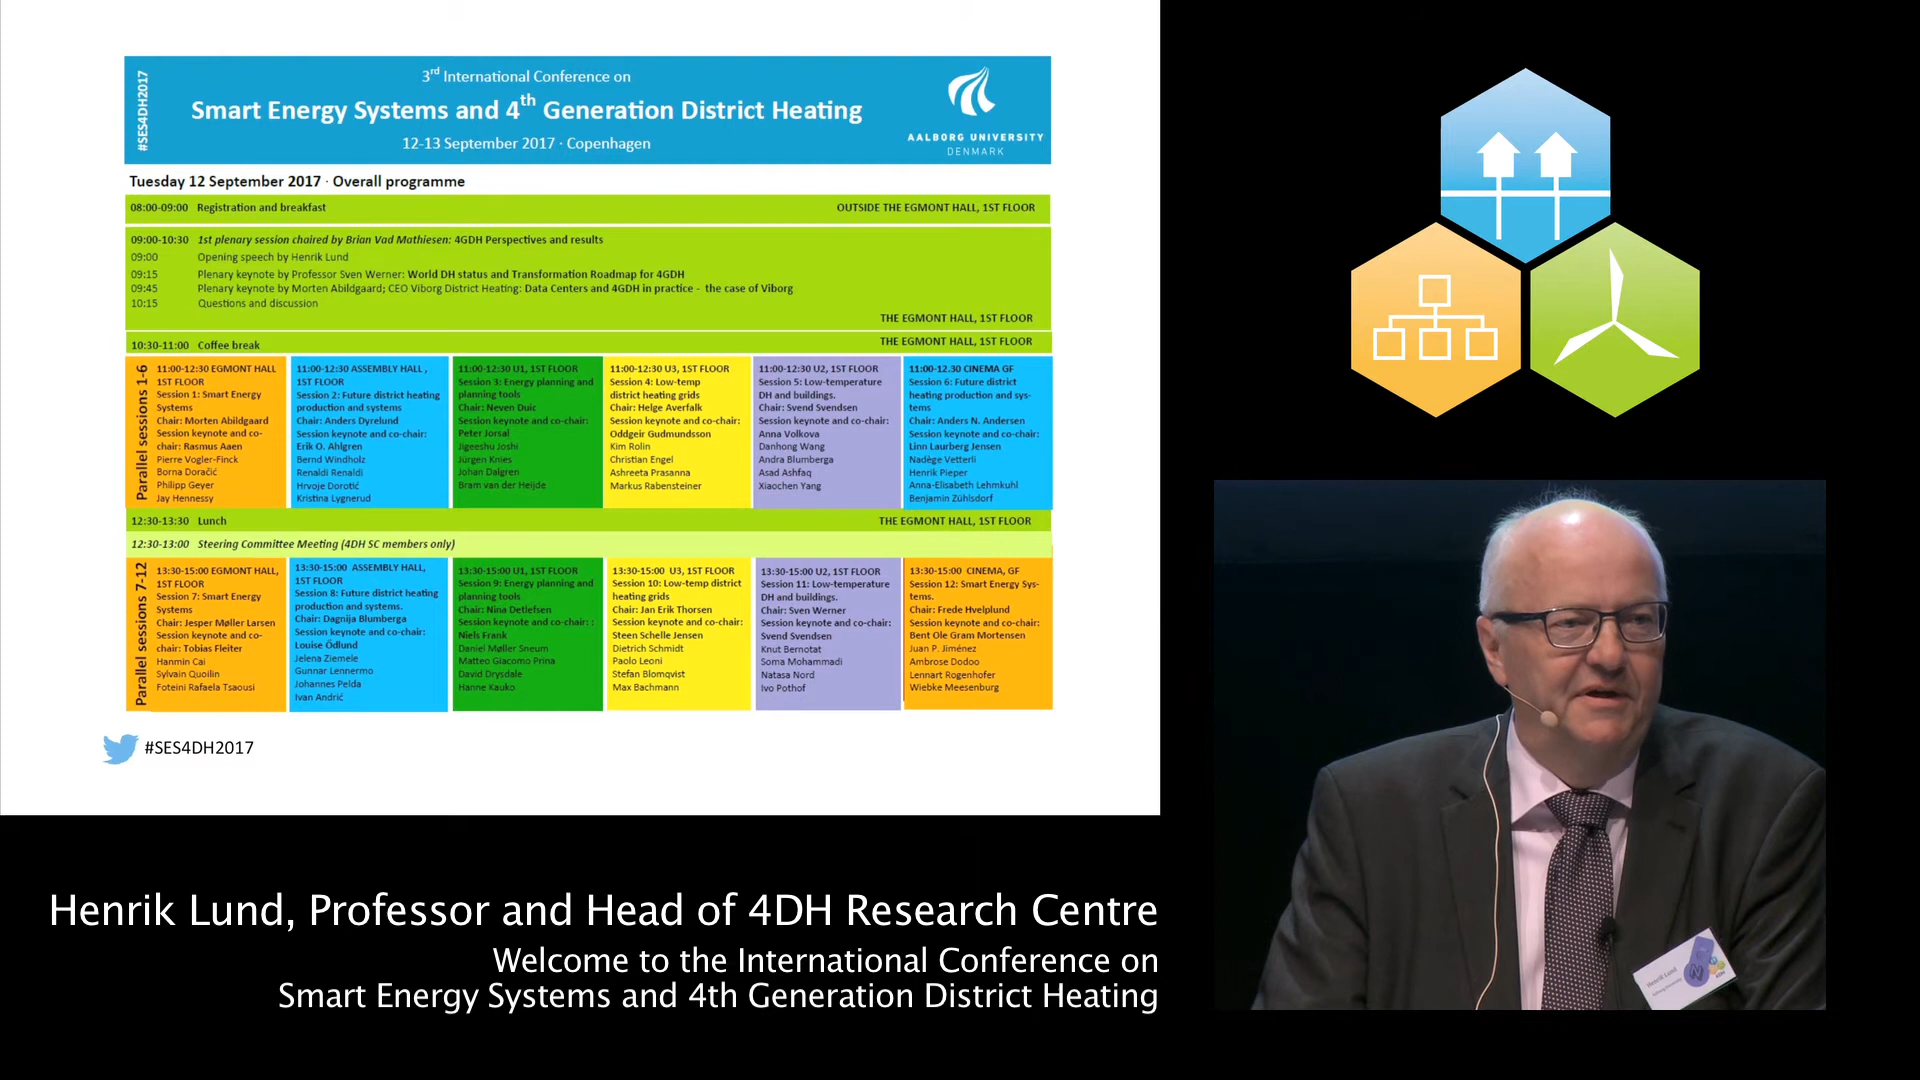 #SES4DH2017
3rd International Conference on
Smart Energy Systems and 4th Generation District Heating
12-13 September 2017 · Copenhagen
AALBORG UNIVERSITY
DENMARK
Tuesday 12 September 2017 · Overall programme
08:00-09:00 Registration and breakfast OUTSIDE THE EGMONT HALL, 1ST FLOOR
09:00-10:30 1st plenary session chaired by Brian Vad Mathiesen: 4GDH Perspectives and results
09:00 Opening speech by Henrik Lund
09:15 Plenary keynote by Professor Sven Werner: World DH status and Transformation Roadmap for 4GDH
09:45 Plenary keynote by Morten Abildgaard; CEO Viborg District Heating: Data Centers and 4GDH in practice - the case of Viborg
10:15 Questions and discussion
THE EGMONT HALL, 1ST FLOOR
10:30-11:00 Coffee break THE EGMONT HALL, 1ST FLOOR
Parallel sessions 1-6
11:00-12:30 EGMONT HALL
1ST FLOOR
Session 1: Smart Energy
Systems
Chair: Morten Abildgaard
Session keynote and co-
chair: Rasmus Aaen
Pierre Vogler-Finck
Borna Doračić
Philipp Geyer
Jay Hennessy
11:00-12:30 ASSEMBLY HALL ,
1ST FLOOR
Session 2: Future district heating
production and systems
Chair: Anders Dyrelund
Session keynote and co-chair:
Erik O. Ahlgren
Bernd Windholz
Renaldi Renaldi
Hrvoje Dorotić
Kristina Lygnerud
11:00-12:30 U1, 1ST FLOOR
Session 3: Energy planning and
planning tools
Chair: Neven Duic
Session keynote and co-chair:
Peter Jorsal
Jigeeshu Joshi
Jürgen Knies
Johan Dalgren
Bram van der Heijde
11:00-12:30 U3, 1ST FLOOR
Session 4: Low-temp
district heating grids
Chair: Helge Averfalk
Session keynote and co-chair:
Oddgeir Gudmundsson
Kim Rolin
Christian Engel
Ashreeta Prasanna
Markus Rabensteiner
11:00-12:30 U2, 1ST FLOOR
Session 5: Low-temperature
DH and buildings.
Chair: Svend Svendsen
Session keynote and co-chair:
Anna Volkova
Danhong Wang
Andra Blumberga
Asad Ashfaq
Xiaochen Yang
11:00-12.30 CINEMA GF
Session 6: Future district
heating production and sys-
tems
Chair: Anders N. Andersen
Session keynote and co-chair:
Linn Laurberg Jensen
Nadège Vetterli
Henrik Pieper
Anna-Elisabeth Lehmkuhl
Benjamin Zühlsdorf
12:30-13:30 Lunch THE EGMONT HALL, 1ST FLOOR
12:30-13:00 Steering Committee Meeting (4DH SC members only)
Parallel sessions 7-12
13:30-15:00 EGMONT HALL,
1ST FLOOR
Session 7: Smart Energy
Systems
Chair: Jesper Møller Larsen
Session keynote and co-
chair: Tobias Fleiter
Hanmin Cai
Sylvain Quoilin
Foteini Rafaela Tsaousi
13:30-15:00 ASSEMBLY HALL,
1ST FLOOR
Session 8: Future district heating
production and systems.
Chair: Dagnija Blumberga
Session keynote and co-chair:
Louise Ödlund
Jelena Ziemele
Gunnar Lennermo
Johannes Pelda
Ivan Andrić
13:30-15:00 U1, 1ST FLOOR
Session 9: Energy planning and
planning tools
Chair: Nina Detlefsen
Session keynote and co-chair: :
Niels Frank
Daniel Møller Sneum
Matteo Giacomo Prina
David Drysdale
Hanne Kauko
13:30-15:00 U3, 1ST FLOOR
Session 10: Low-temp district
heating grids
Chair: Jan Erik Thorsen
Session keynote and co-chair:
Steen Schelle Jensen
Dietrich Schmidt
Paolo Leoni
Stefan Blomqvist
Max Bachmann
13:30-15:00 U2, 1ST FLOOR
Session 11: Low-temperature
DH and buildings.
Chair: Sven Werner
Session keynote and co-chair:
Svend Svendsen
Knut Bernotat
Soma Mohammadi
Natasa Nord
Ivo Pothof
13:30-15:00 CINEMA, GF
Session 12: Smart Energy Sys-
tems.
Chair: Frede Hvelplund
Session keynote and co-chair:
Bent Ole Gram Mortensen
Juan P. Jiménez
Ambrose Dodoo
Lennart Rogenhofer
Wiebke Meesenburg
#SES4DH2017
Henrik Lund, Professor and Head of 4DH Research Centre
Welcome to the International Conference on
Smart Energy Systems and 4th Generation District Heating
Henrik Lund
Aalborg University